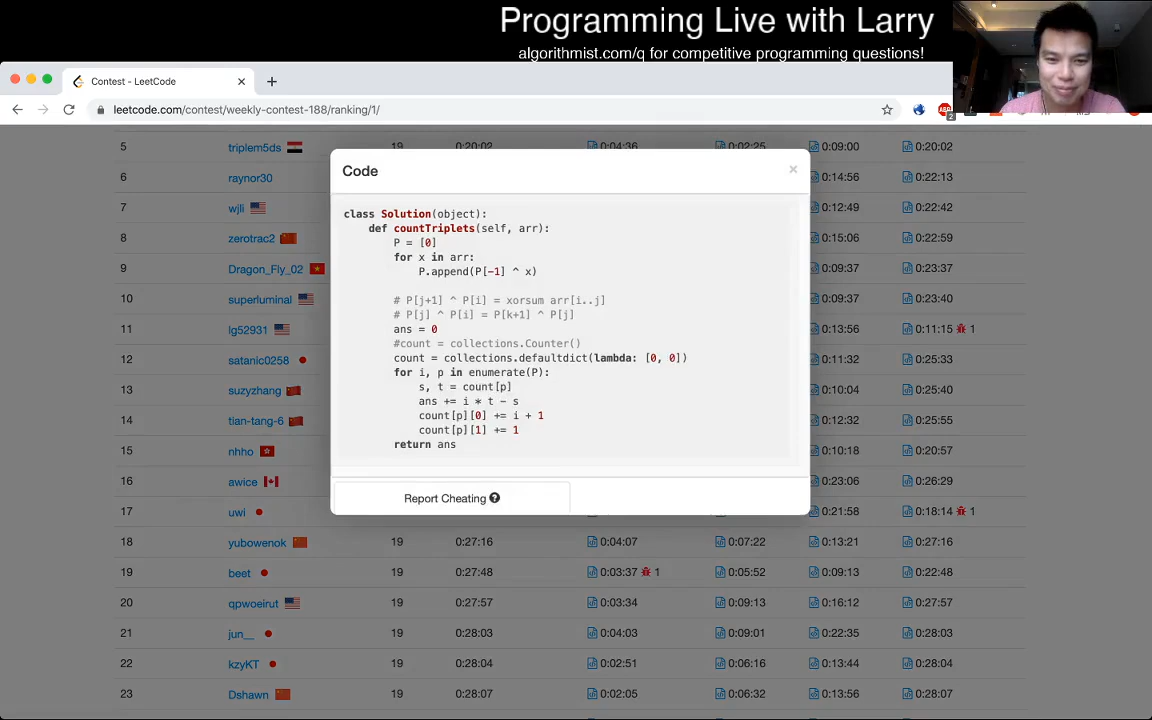 Programming Live with Larry
algorithmist.com/q for competitive programming questions!
Contest - LeetCode
leetcode.com/contest/weekly-contest-188/ranking/1/
5 triplem5ds 19 0:20:02 0:04:36 0:02:25 0:09:00 0:20:02
6 raynor30 0:14:56 0:22:13
7 wjli 0:12:49 0:22:42
8 zerotrac2 0:15:06 0:22:59
9 Dragon_Fly_02 0:09:37 0:23:37
10 superluminal 0:09:37 0:23:40
11 lg52931 0:13:56 0:11:15 1
12 satanic0258 0:11:32 0:25:33
13 suzyzhang 0:10:04 0:25:40
14 tian-tang-6 0:12:32 0:25:55
15 nhho 0:10:18 0:20:57
16 awice 0:23:06 0:26:29
17 uwi 0:21:58 0:18:14 1
18 yubowenok 19 0:27:16 0:04:07 0:07:22 0:13:21 0:27:16
19 beet 19 0:27:48 0:03:37 1 0:05:52 0:09:13 0:22:48
20 qpwoeirut 19 0:27:57 0:03:34 0:09:13 0:16:12 0:27:57
21 jun__ 19 0:28:03 0:04:03 0:09:01 0:22:35 0:28:03
22 kzyKT 19 0:28:04 0:02:51 0:06:16 0:13:44 0:28:04
23 Dshawn 19 0:28:07 0:02:05 0:06:32 0:13:56 0:28:07
Code
class Solution(object):
def countTriplets(self, arr):
P = [0]
for x in arr:
P.append(P[-1] ^ x)
# P[j+1] ^ P[i] = xorsum arr[i..j]
# P[j] ^ P[i] = P[k+1] ^ P[j]
ans = 0
#count = collections.Counter()
count = collections.defaultdict(lambda: [0, 0])
for i, p in enumerate(P):
s, t = count[p]
ans += i * t - s
count[p][0] += i + 1
count[p][1] += 1
return ans
Report Cheating